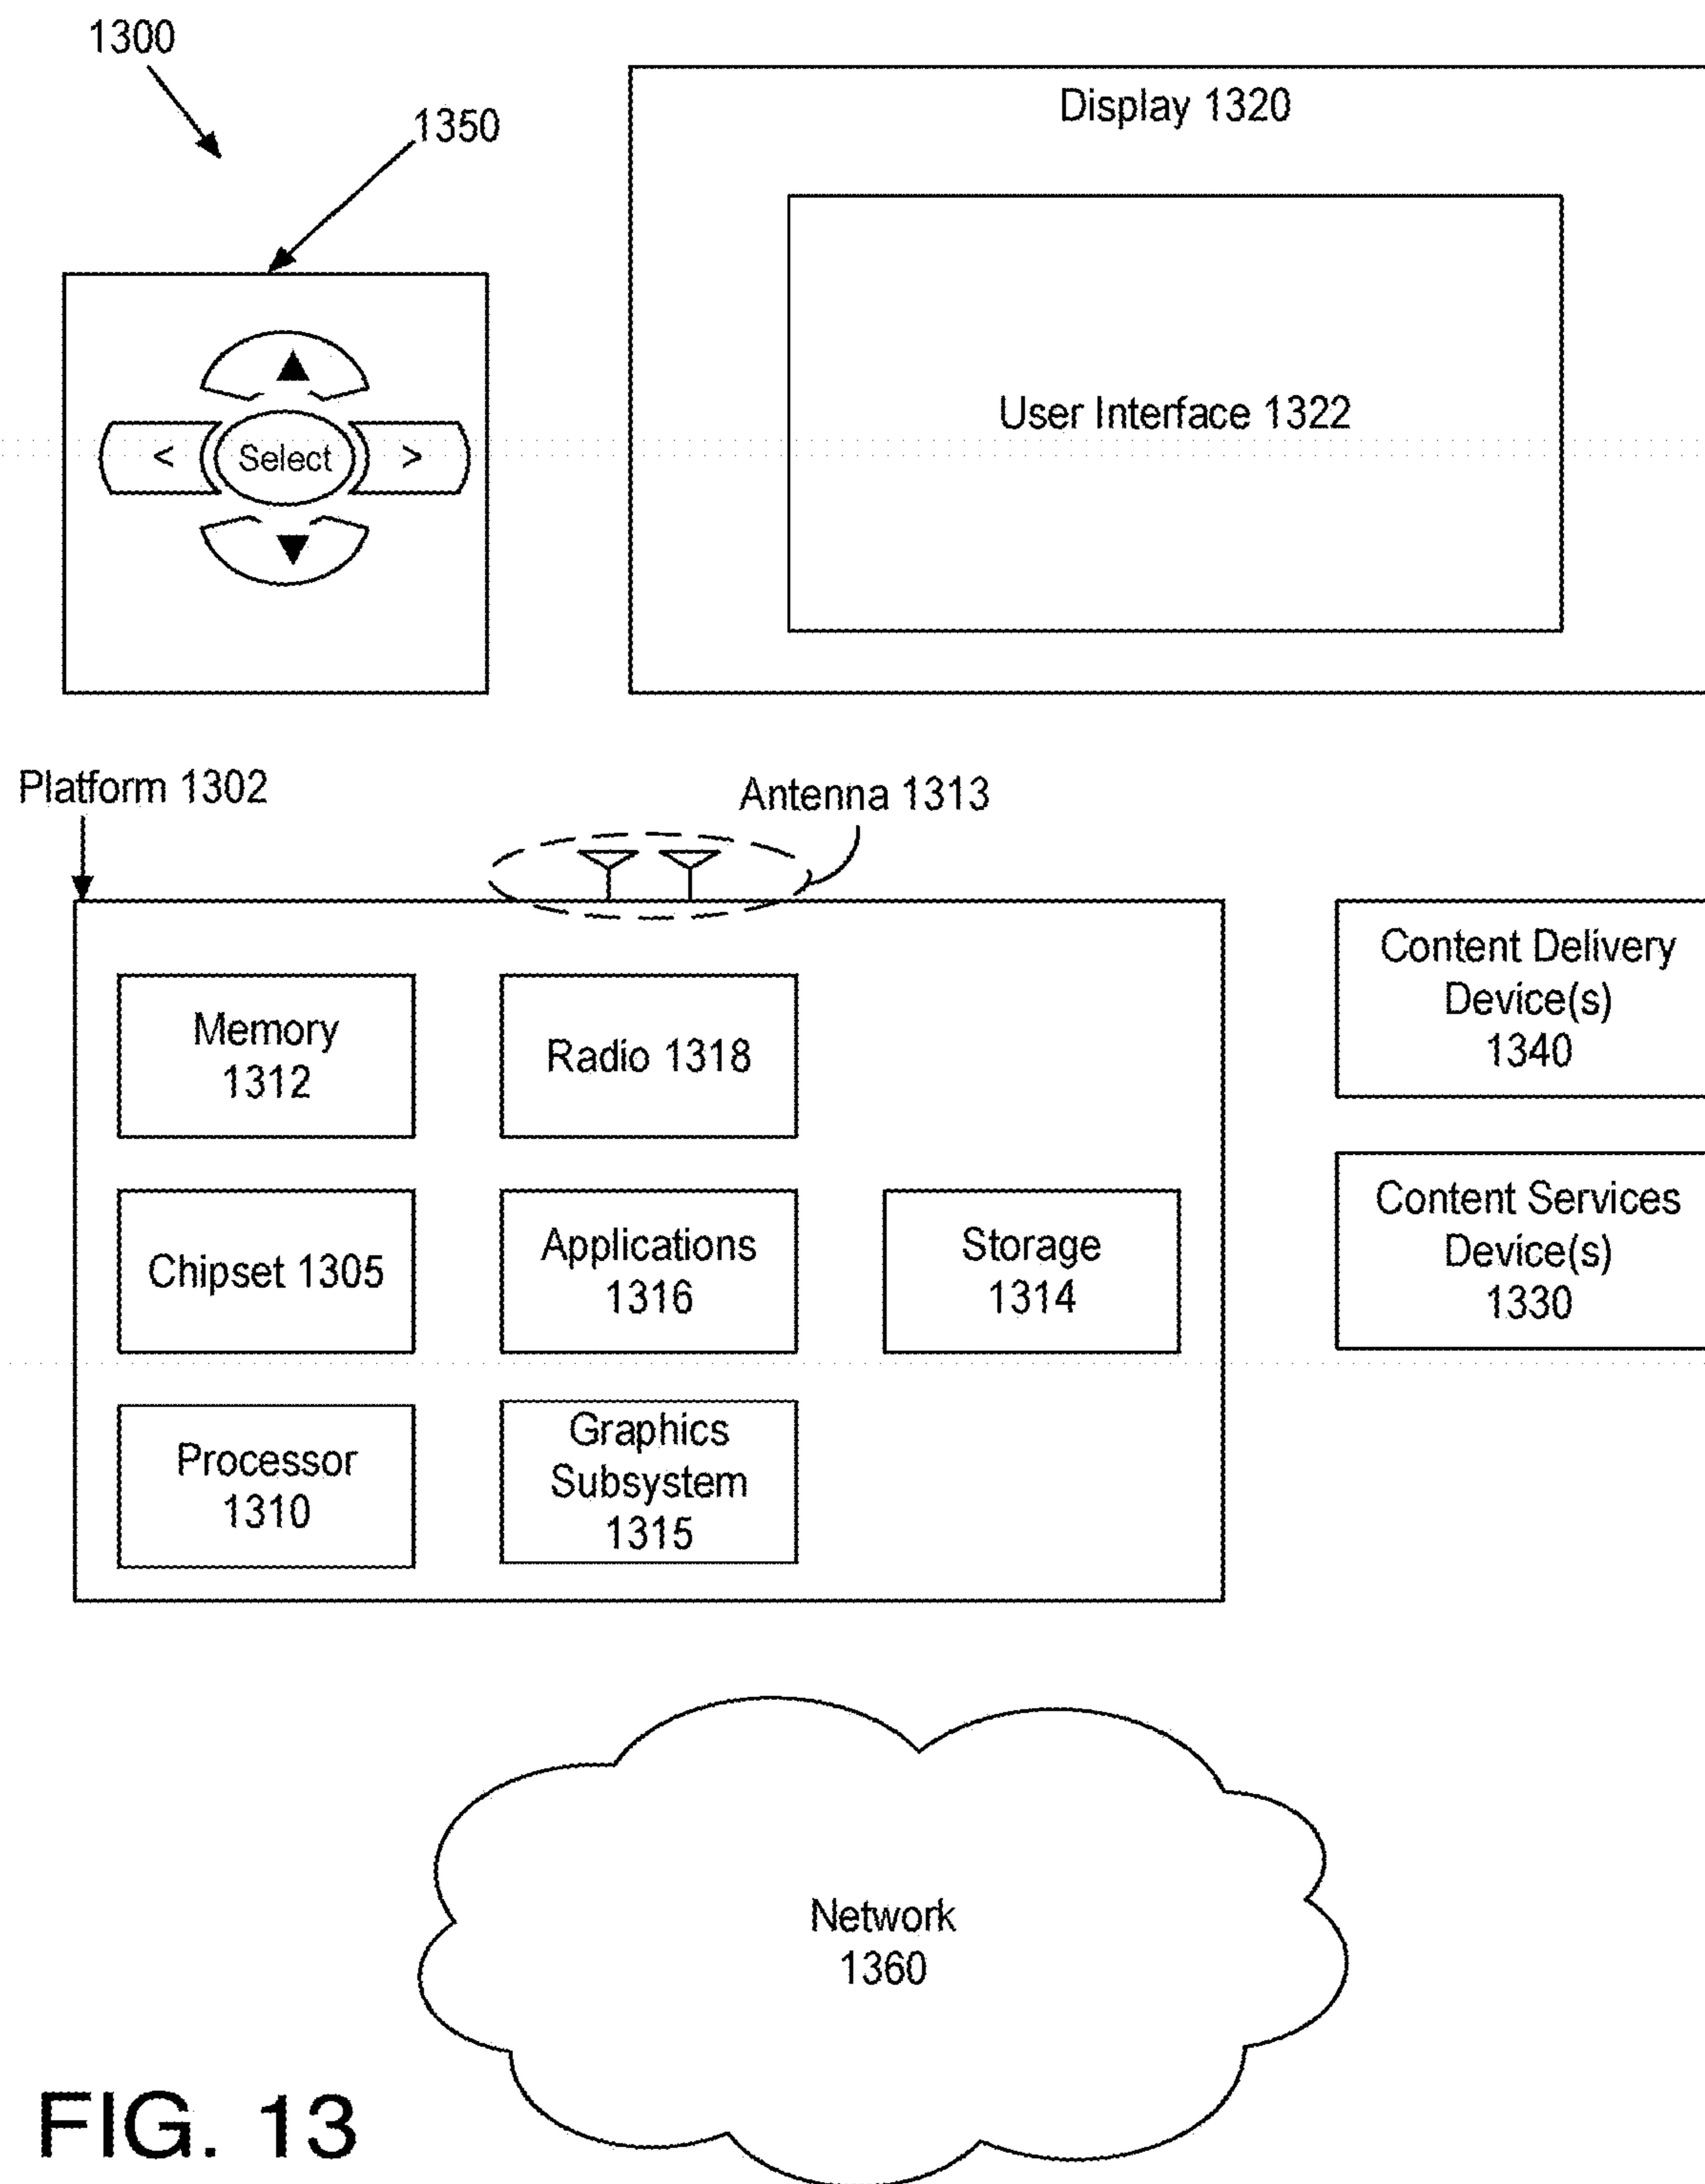 1300
1350
Display 1320
User Interface 1322
<
Select
>
Platform 1302
Antenna 1313
Memory
1312
Radio 1318
Content Delivery
Device(s)
1340
Chipset 1305
Applications
1316
Storage
1314
Content Services
Device(s)
1330
Processor
1310
Graphics
Subsystem
1315
Network
1360
FIG. 13